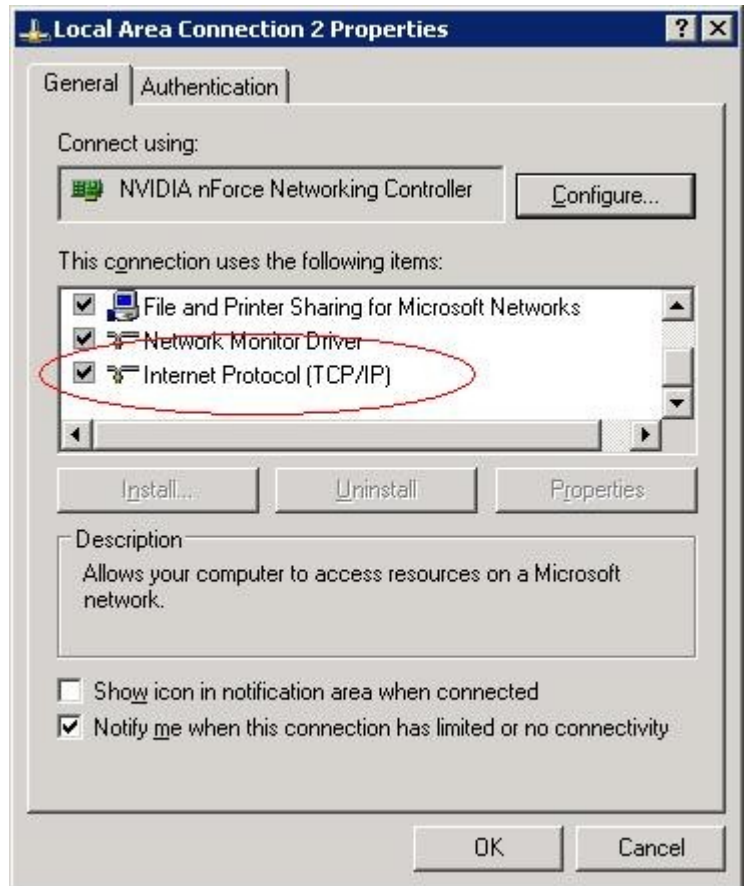 Local Area Connection 2 Properties
General
Authentication
Connect using:
NVIDIA nForce Networking Controller
Configure...
This connection uses the following items:
File and Printer Sharing for Microsoft Networks
Network Monitor Driver
Internet Protocol (TCP/IP)
Install...
Uninstall
Properties
Description
Allows your computer to access resources on a Microsoft
network.
Show icon in notification area when connected
Notify me when this connection has limited or no connectivity
OK
Cancel